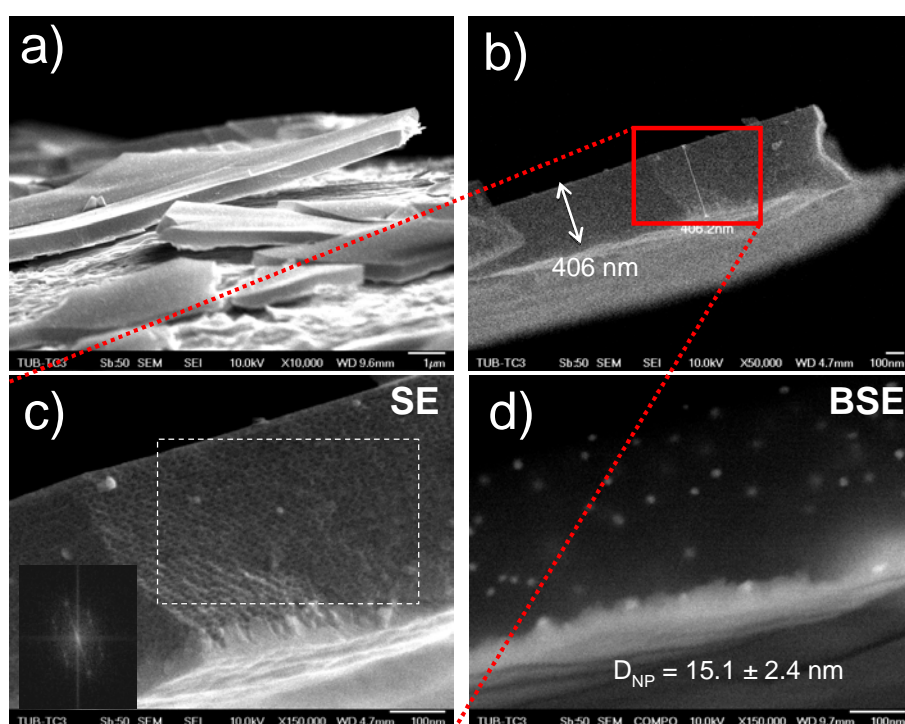 a)
TUB-TC3 Sb:50 SEM SEI 10.0kV X10,000 WD 9.6mm 1μm
b)
406.2nm
406 nm
TUB-TC3 Sb:50 SEM SEI 10.0kV X50,000 WD 4.7mm 100nm
c)
SE
TUB-TC3 Sb:50 SEM SEI 10.0kV X150,000 WD 4.7mm 100nm
d)
BSE
D_NP = 15.1 ± 2.4 nm
TUB-TC3 Sb:50 SEM COMPO 10.0kV X150,000 WD 9.7mm 100nm